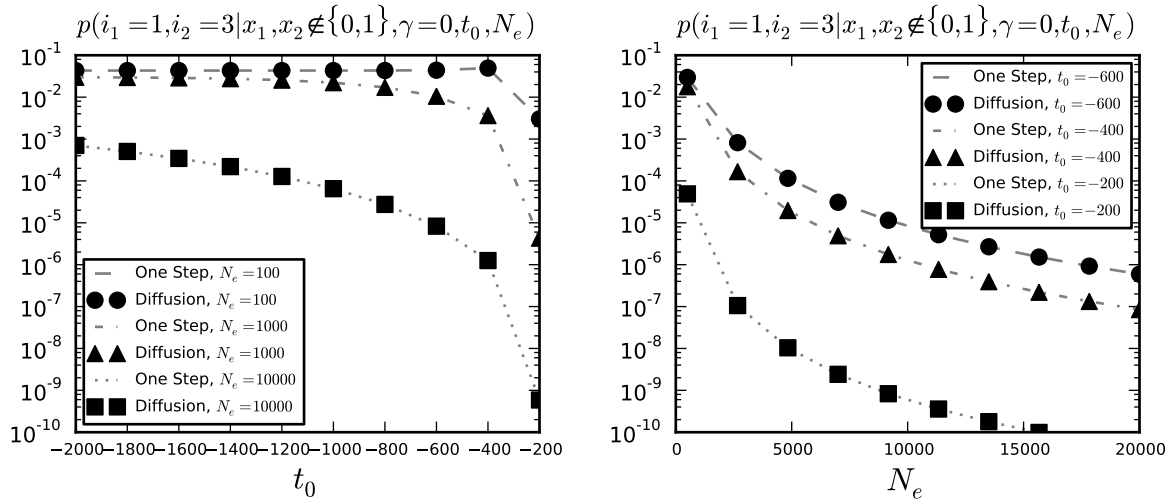 p(i₁=1,i₂=3|x₁,x₂∉{0,1},γ=0,t₀,Nₑ)
10⁻¹
10⁻²
10⁻³
10⁻⁴
10⁻⁵
10⁻⁶
10⁻⁷
10⁻⁸
10⁻⁹
10⁻¹⁰
One Step, Nₑ=100
Diffusion, Nₑ=100
One Step, Nₑ=1000
Diffusion, Nₑ=1000
One Step, Nₑ=10000
Diffusion, Nₑ=10000
−2000 −1800 −1600 −1400 −1200 −1000 −800 −600 −400 −200
t₀
p(i₁=1,i₂=3|x₁,x₂∉{0,1},γ=0,t₀,Nₑ)
10⁻¹
10⁻²
10⁻³
10⁻⁴
10⁻⁵
10⁻⁶
10⁻⁷
10⁻⁸
10⁻⁹
10⁻¹⁰
One Step, t₀=−600
Diffusion, t₀=−600
One Step, t₀=−400
Diffusion, t₀=−400
One Step, t₀=−200
Diffusion, t₀=−200
0 5000 10000 15000 20000
Nₑ